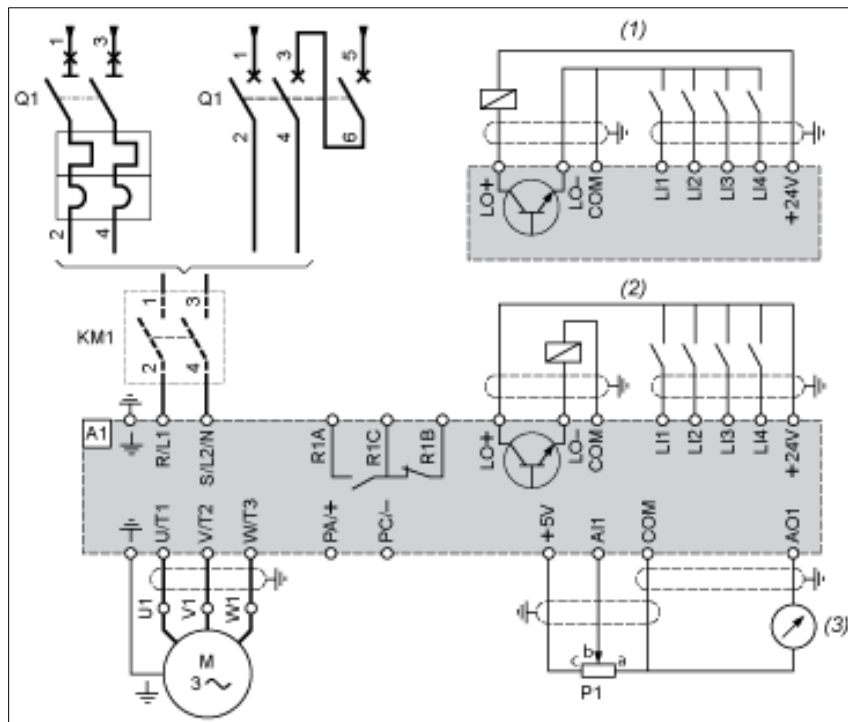 1 3
Q1
2 4
1 3 5
Q1
2 4 6
(1)
LO+ LO- COM LI1 LI2 LI3 LI4 +24V
1 3
KM1
2 4
(2)
A1
R/L1 S/L2/N R1A R1C R1B LO+ LO- COM LI1 LI2 LI3 LI4 +24V
U/T1 V/T2 W/T3 PA/+ PC/- +5V AI1 COM AO1
U1 V1 W1
M
3
c b a
P1
(3)